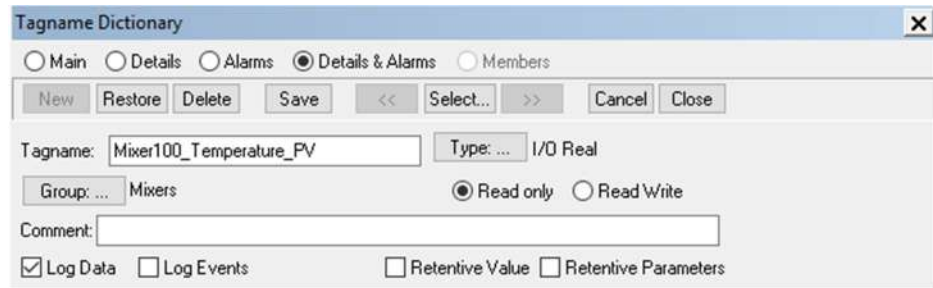 Tagname Dictionary
Main Details Alarms Details & Alarms Members
New Restore Delete Save << Select... >> Cancel Close
Tagname: Mixer100_Temperature_PV Type: ... I/O Real
Group: ... Mixers Read only Read Write
Comment:
Log Data Log Events Retentive Value Retentive Parameters